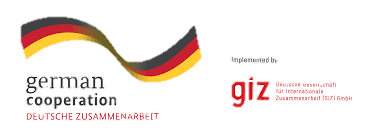 german
cooperation
DEUTSCHE ZUSAMMENARBEIT
Implemented by
giz
Deutsche Gesellschaft
für Internationale
Zusammenarbeit (GIZ) GmbH